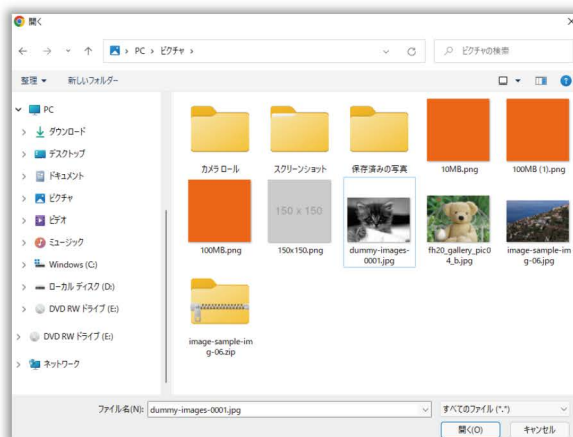 開く
PC › ピクチャ ›
ピクチャの検索
整理
新しいフォルダー
PC
ダウンロード
デスクトップ
ドキュメント
ピクチャ
ビデオ
ミュージック
Windows (C:)
ローカル ディスク (D:)
DVD RW ドライブ (E:)
DVD RW ドライブ (E:)
ネットワーク
カメラ ロール
スクリーンショット
保存済みの写真
10MB.png
100MB (1).png
100MB.png
150 x 150
150x150.png
dummy-images-
0001.jpg
fh20_gallery_pic0
4_b.jpg
image-sample-im
g-06.jpg
image-sample-im
g-06.zip
ファイル名(N):
dummy-images-0001.jpg
すべてのファイル (*.*)
開く(O)
キャンセル